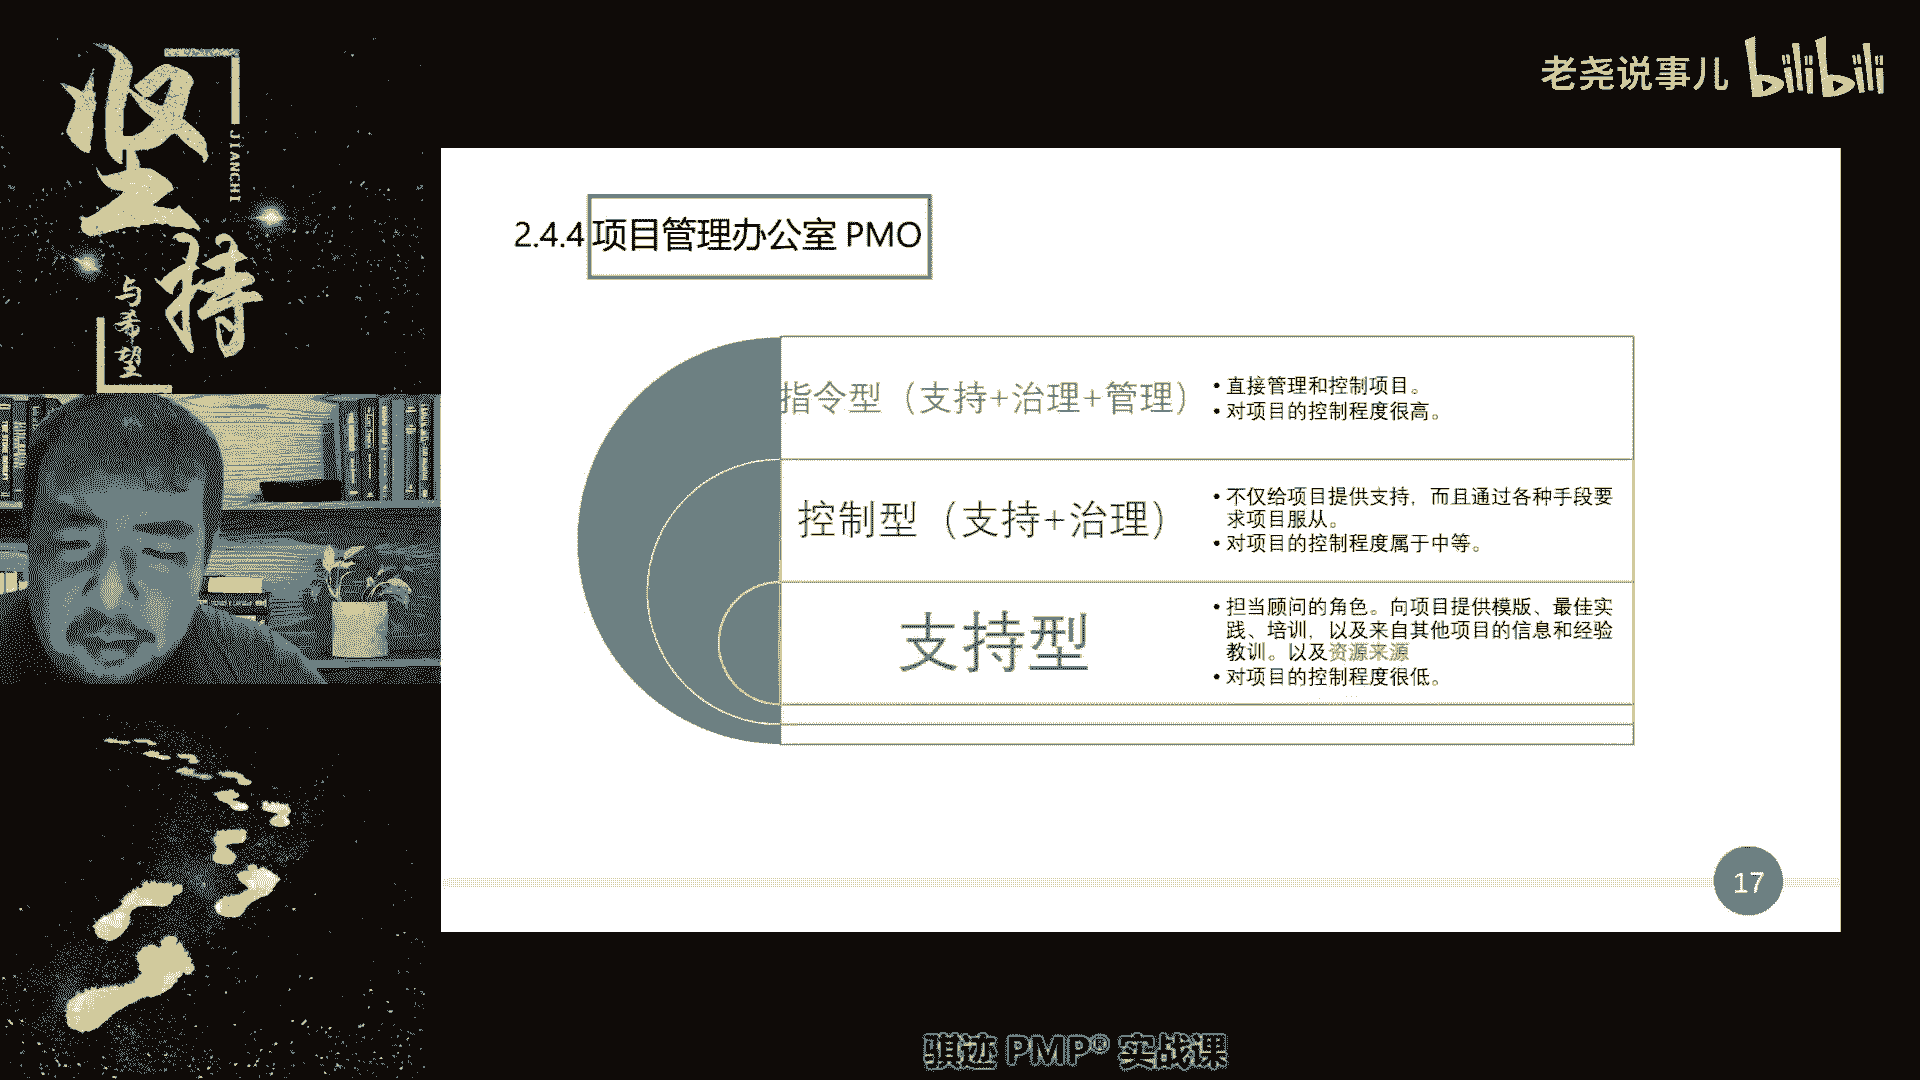 坚持
JIANCHI
与希望
老尧说事儿 bilibili
2.4.4 项目管理办公室 PMO
指令型（支持+治理+管理）
• 直接管理和控制项目。
• 对项目的控制程度很高。
控制型（支持+治理）
• 不仅给项目提供支持，而且通过各种手段要
求项目服从。
• 对项目的控制程度属于中等。
支持型
• 担当顾问的角色。向项目提供模版、最佳实
践、培训，以及来自其他项目的信息和经验
教训。以及资源来源
• 对项目的控制程度很低。
17
骐迹 PMP® 实战课